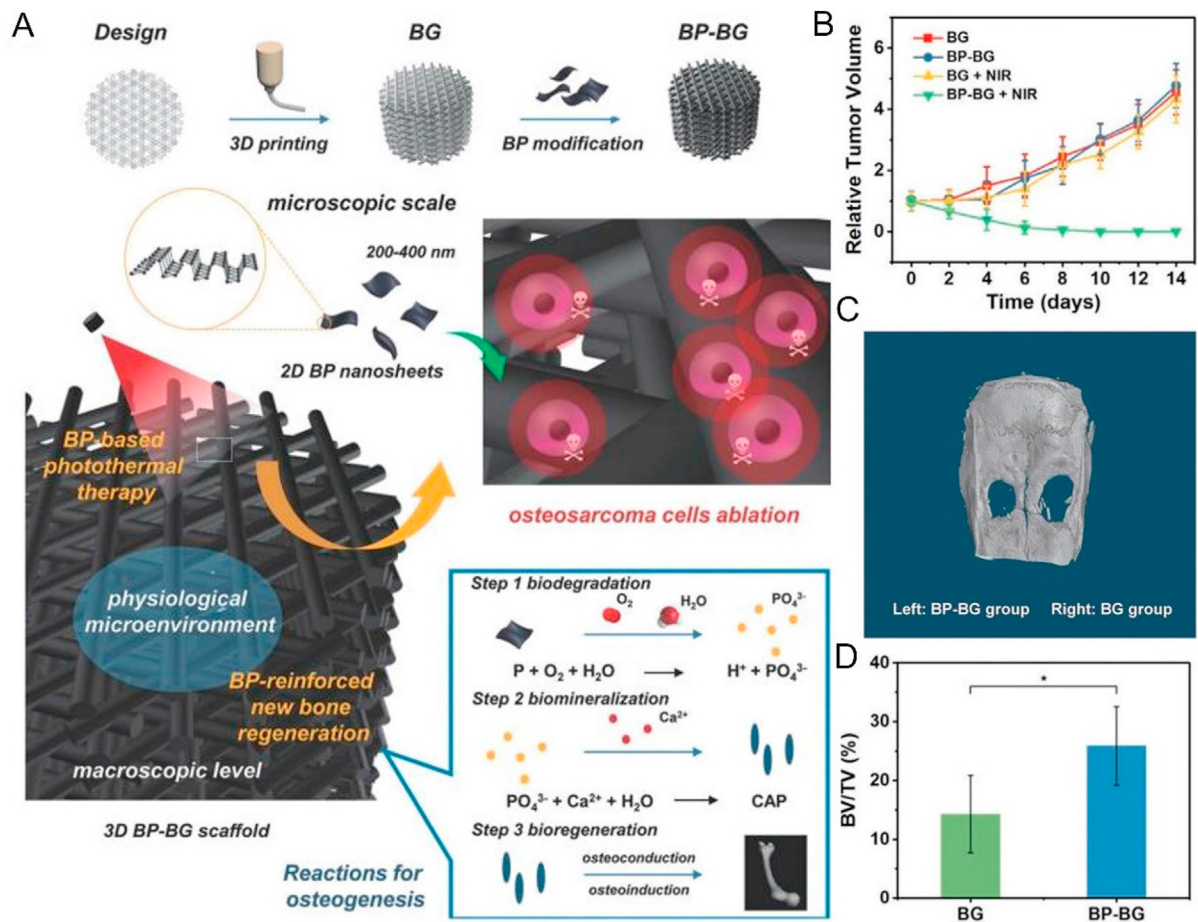 A
Design
BG
BP-BG
3D printing
BP modification
microscopic scale
200-400 nm
2D BP nanosheets
BP-based
photothermal
therapy
osteosarcoma cells ablation
physiological
microenvironment
BP-reinforced
new bone
regeneration
macroscopic level
3D BP-BG scaffold
Reactions for
osteogenesis
Step 1 biodegradation
O₂
H₂O
PO₄³⁻
P + O₂ + H₂O
H⁺ + PO₄³⁻
Step 2 biomineralization
Ca²⁺
PO₄³⁻ + Ca²⁺ + H₂O
CAP
Step 3 bioregeneration
osteoconduction
osteoinduction
B
Relative Tumor Volume
6
4
2
0
BG
BP-BG
BG + NIR
BP-BG + NIR
0 2 4 6 8 10 12 14
Time (days)
C
Left: BP-BG group Right: BG group
D
BV/TV (%)
40
30
20
10
0
*
BG BP-BG